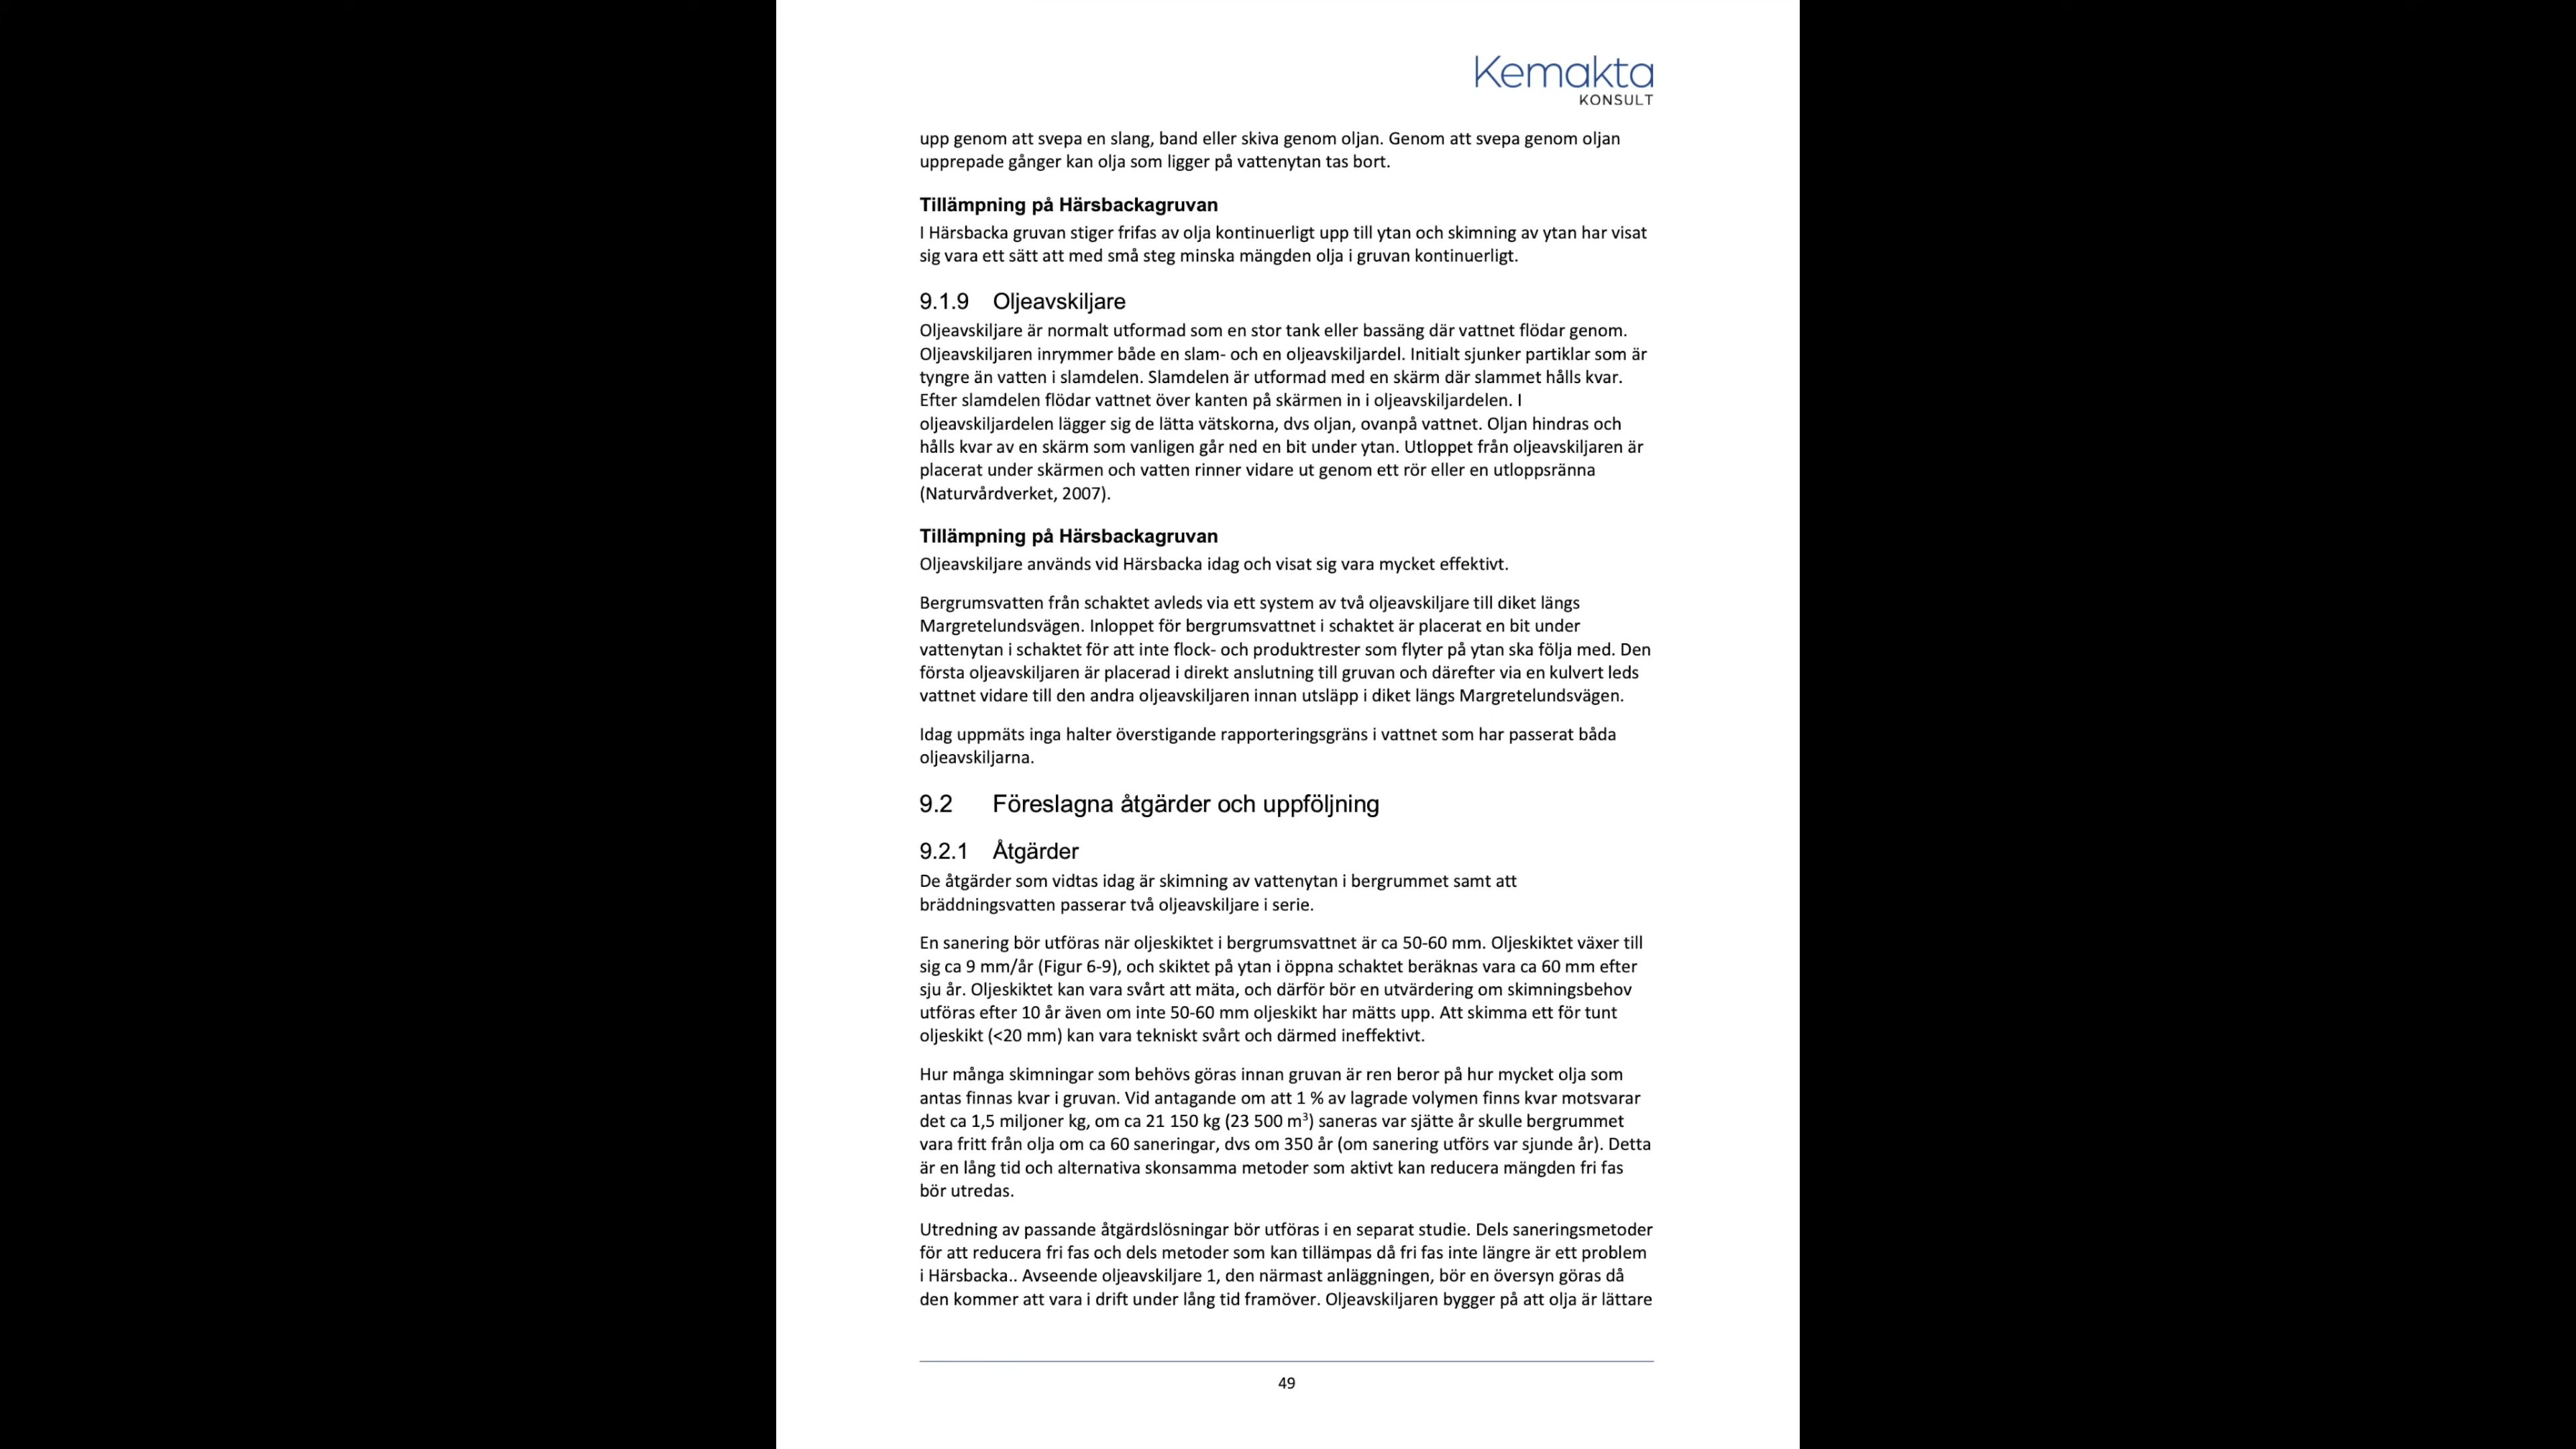 Kemakta
KONSULT
upp genom att svepa en slang, band eller skiva genom oljan. Genom att svepa genom oljan
upprepade gånger kan olja som ligger på vattenytan tas bort.
Tillämpning på Härsbackagruvan
I Härsbacka gruvan stiger frifas av olja kontinuerligt upp till ytan och skimning av ytan har visat
sig vara ett sätt att med små steg minska mängden olja i gruvan kontinuerligt.
9.1.9 Oljeavskiljare
Oljeavskiljare är normalt utformad som en stor tank eller bassäng där vattnet flödar genom.
Oljeavskiljaren inrymmer både en slam- och en oljeavskiljardel. Initialt sjunker partiklar som är
tyngre än vatten i slamdelen. Slamdelen är utformad med en skärm där slammet hålls kvar.
Efter slamdelen flödar vattnet över kanten på skärmen in i oljeavskiljardelen. I
oljeavskiljardelen lägger sig de lätta vätskorna, dvs oljan, ovanpå vattnet. Oljan hindras och
hålls kvar av en skärm som vanligen går ned en bit under ytan. Utloppet från oljeavskiljaren är
placerat under skärmen och vatten rinner vidare ut genom ett rör eller en utloppsränna
(Naturvårdverket, 2007).
Tillämpning på Härsbackagruvan
Oljeavskiljare används vid Härsbacka idag och visat sig vara mycket effektivt.
Bergrumsvatten från schaktet avleds via ett system av två oljeavskiljare till diket längs
Margretelundsvägen. Inloppet för bergrumsvattnet i schaktet är placerat en bit under
vattenytan i schaktet för att inte flock- och produktrester som flyter på ytan ska följa med. Den
första oljeavskiljaren är placerad i direkt anslutning till gruvan och därefter via en kulvert leds
vattnet vidare till den andra oljeavskiljaren innan utsläpp i diket längs Margretelundsvägen.
Idag uppmäts inga halter överstigande rapporteringsgräns i vattnet som har passerat båda
oljeavskiljarna.
9.2 Föreslagna åtgärder och uppföljning
9.2.1 Åtgärder
De åtgärder som vidtas idag är skimning av vattenytan i bergrummet samt att
bräddningsvatten passerar två oljeavskiljare i serie.
En sanering bör utföras när oljeskiktet i bergrumsvattnet är ca 50-60 mm. Oljeskiktet växer till
sig ca 9 mm/år (Figur 6-9), och skiktet på ytan i öppna schaktet beräknas vara ca 60 mm efter
sju år. Oljeskiktet kan vara svårt att mäta, och därför bör en utvärdering om skimningsbehov
utföras efter 10 år även om inte 50-60 mm oljeskikt har mätts upp. Att skimma ett för tunt
oljeskikt (<20 mm) kan vara tekniskt svårt och därmed ineffektivt.
Hur många skimningar som behövs göras innan gruvan är ren beror på hur mycket olja som
antas finnas kvar i gruvan. Vid antagande om att 1 % av lagrade volymen finns kvar motsvarar
det ca 1,5 miljoner kg, om ca 21 150 kg (23 500 m³) saneras var sjätte år skulle bergrummet
vara fritt från olja om ca 60 saneringar, dvs om 350 år (om sanering utförs var sjunde år). Detta
är en lång tid och alternativa skonsamma metoder som aktivt kan reducera mängden fri fas
bör utredas.
Utredning av passande åtgärdslösningar bör utföras i en separat studie. Dels saneringsmetoder
för att reducera fri fas och dels metoder som kan tillämpas då fri fas inte längre är ett problem
i Härsbacka.. Avseende oljeavskiljare 1, den närmast anläggningen, bör en översyn göras då
den kommer att vara i drift under lång tid framöver. Oljeavskiljaren bygger på att olja är lättare
49